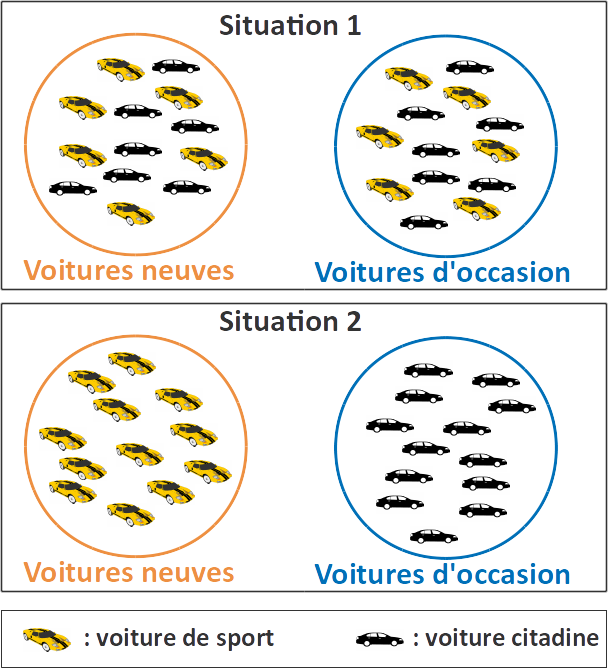 Situation 1
Voitures neuves
Voitures d'occasion
Situation 2
Voitures neuves
Voitures d'occasion
: voiture de sport
: voiture citadine